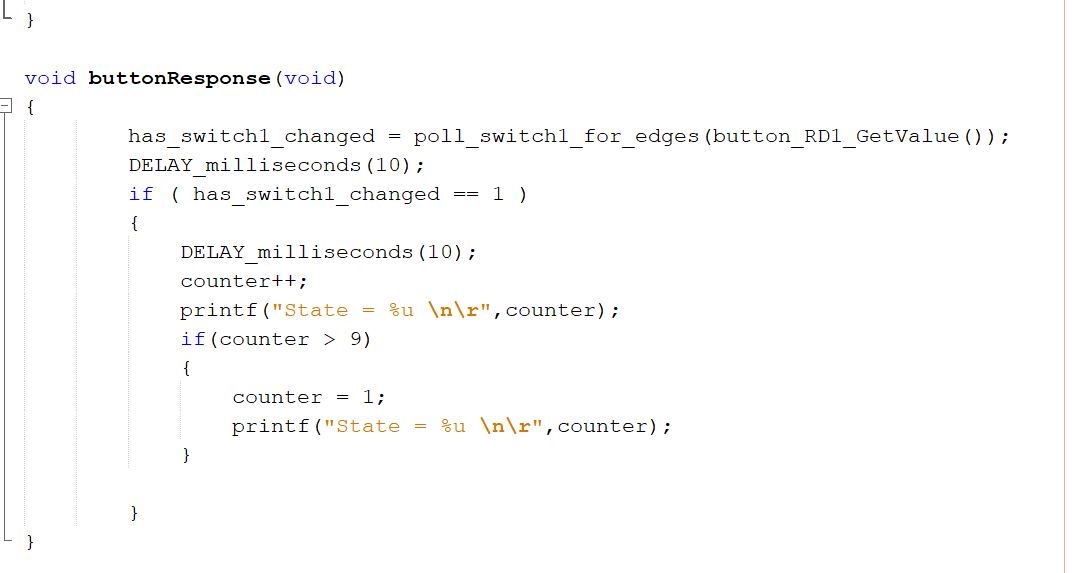 }
void buttonResponse(void)
{
has_switch1_changed = poll_switch1_for_edges(button_RD1_GetValue());
DELAY_milliseconds(10);
if ( has_switch1_changed == 1 )
{
DELAY_milliseconds(10);
counter++;
printf("State = %u \n\r",counter);
if(counter > 9)
{
counter = 1;
printf("State = %u \n\r",counter);
}
}
}